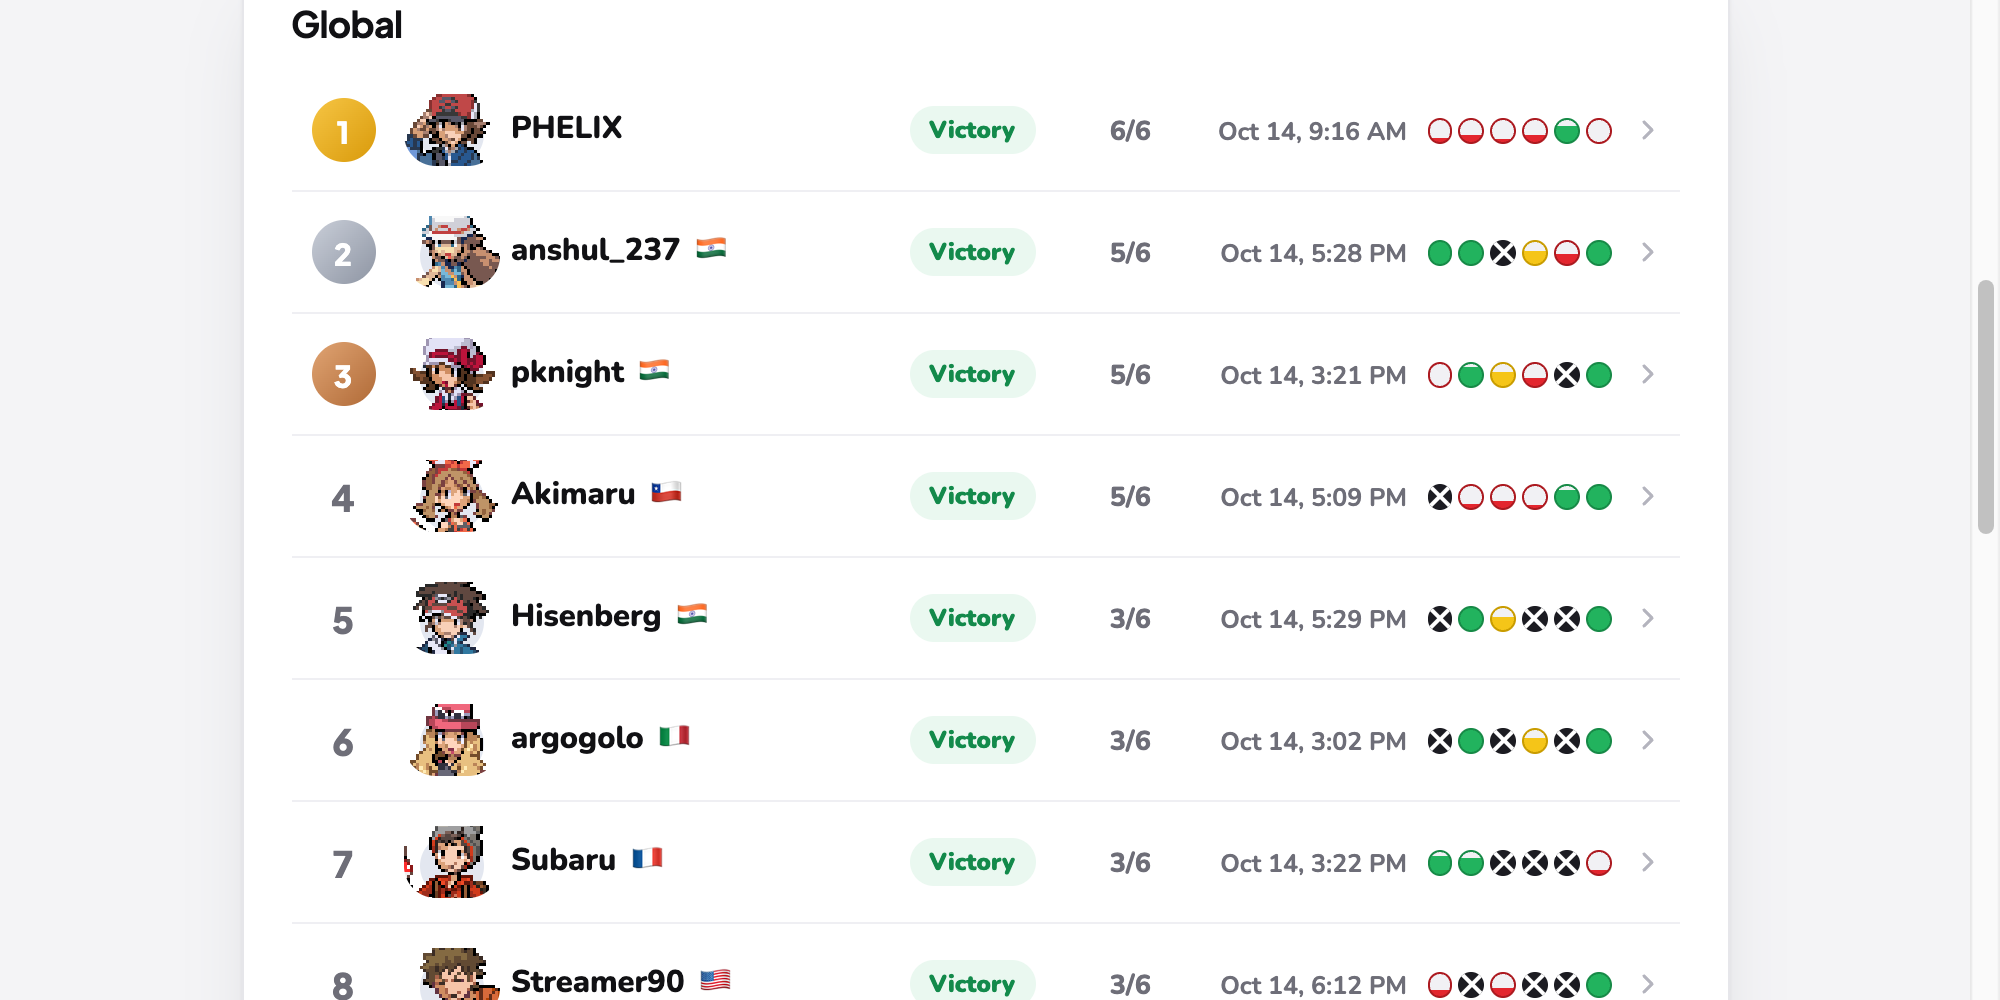 Global
1 PHELIX Victory 6/6 Oct 14, 9:16 AM
2 anshul_237 Victory 5/6 Oct 14, 5:28 PM
3 pknight Victory 5/6 Oct 14, 3:21 PM
4 Akimaru Victory 5/6 Oct 14, 5:09 PM
5 Hisenberg Victory 3/6 Oct 14, 5:29 PM
6 argogolo Victory 3/6 Oct 14, 3:02 PM
7 Subaru Victory 3/6 Oct 14, 3:22 PM
8 Streamer90 Victory 3/6 Oct 14, 6:12 PM